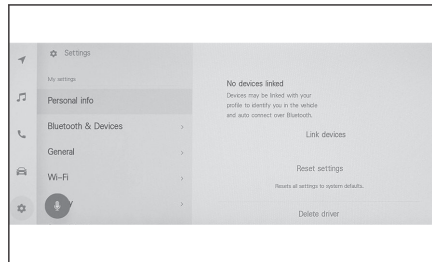 Settings
My settings
Personal info
Bluetooth & Devices
General
Wi-Fi
No devices linked
Devices may be linked with your
profile to identify you in the vehicle
and auto connect over Bluetooth.
Link devices
Reset settings
Resets all settings to system defaults.
Delete driver